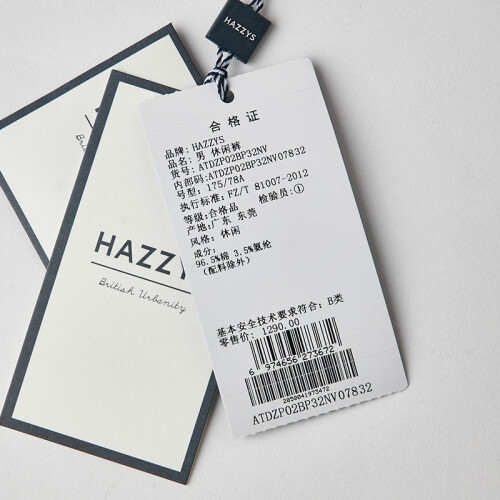 HAZZYS
合格证
品牌: HAZZYS
品名: 男 休闲裤
货号: ATDZP02BP32NV
内部码: ATDZP02BP32NV07832
号型: 175/78A
执行标准: FZ/T 81007-2012
等级: 合格品 检验员: ①
产地: 广东 东莞
风格: 休闲
成分:
96.5%棉 3.5%氨纶
(配料除外)
基本安全技术要求符合: B类
零售价: 1290.00
6 974656 273672
2050041973472
ATDZP02BP32NV07832
HAZZYS
British Urbanity
British